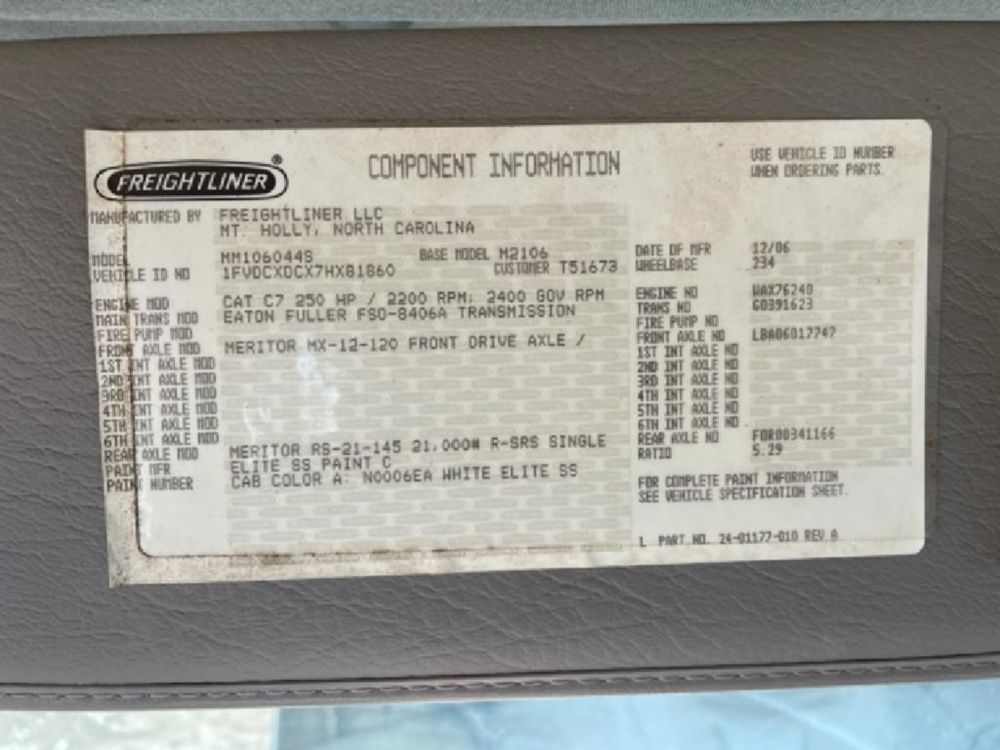 FREIGHTLINER®
COMPONENT INFORMATION
USE VEHICLE ID NUMBER
WHEN ORDERING PARTS.
MANUFACTURED BY FREIGHTLINER LLC
MT. HOLLY, NORTH CAROLINA
MODEL MM106044S BASE MODEL M2106
VEHICLE ID NO 1FVDCXDCX7HX81860 CUSTOMER T51673
ENGINE MOD CAT C7 250 HP / 2200 RPM; 2400 GOV RPM
MAIN TRANS MOD EATON FULLER FSO-8406A TRANSMISSION
FIRE PUMP MOD
FRONT AXLE MOD MERITOR MX-12-120 FRONT DRIVE AXLE /
1ST INT AXLE MOD
2ND INT AXLE MOD
3RD INT AXLE MOD
4TH INT AXLE MOD
5TH INT AXLE MOD
6TH INT AXLE MOD
REAR AXLE MOD MERITOR RS-21-145 21,000# R-SRS SINGLE
PAINT MFR ELITE SS PAINT C
PAINT NUMBER CAB COLOR A: N0006EA WHITE ELITE SS
DATE OF MFR 12/06
WHEELBASE 234
ENGINE NO WAX76240
TRANS NO G0391623
FIRE PUMP NO
FRONT AXLE NO LBA06017747
1ST INT AXLE NO
2ND INT AXLE NO
3RD INT AXLE NO
4TH INT AXLE NO
5TH INT AXLE NO
6TH INT AXLE NO
REAR AXLE NO FOR00341166
RATIO 5.29
FOR COMPLETE PAINT INFORMATION
SEE VEHICLE SPECIFICATION SHEET.
L PART NO. 24-01177-010 REV A